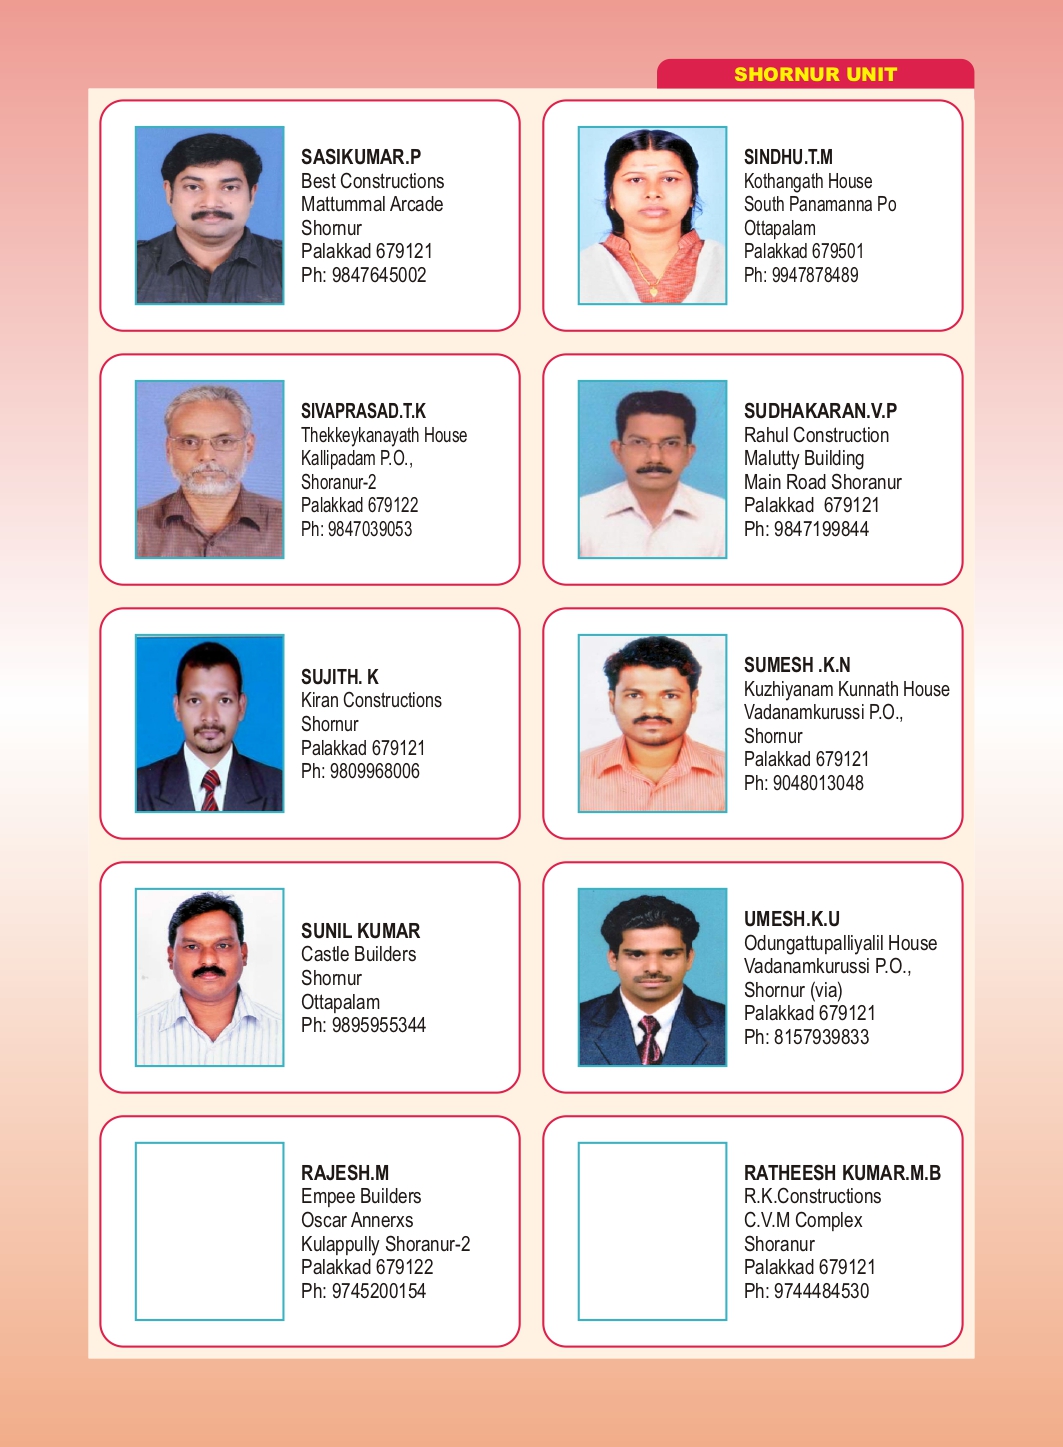 SHORNUR UNIT
SASIKUMAR.P
Best Constructions
Mattummal Arcade
Shornur
Palakkad 679121
Ph: 9847645002
SINDHU.T.M
Kothangath House
South Panamanna Po
Ottapalam
Palakkad 679501
Ph: 9947878489
SIVAPRASAD.T.K
Thekkeykanayath House
Kallipadam P.O.,
Shoranur-2
Palakkad 679122
Ph: 9847039053
SUDHAKARAN.V.P
Rahul Construction
Malutty Building
Main Road Shoranur
Palakkad  679121
Ph: 9847199844
SUJITH. K
Kiran Constructions
Shornur
Palakkad 679121
Ph: 9809968006
SUMESH .K.N
Kuzhiyanam Kunnath House
Vadanamkurussi P.O.,
Shornur
Palakkad 679121
Ph: 9048013048
SUNIL KUMAR
Castle Builders
Shornur
Ottapalam
Ph: 9895955344
UMESH.K.U
Odungattupalliyalil House
Vadanamkurussi P.O.,
Shornur (via)
Palakkad 679121
Ph: 8157939833
RAJESH.M
Empee Builders
Oscar Annerxs
Kulappully Shoranur-2
Palakkad 679122
Ph: 9745200154
RATHEESH KUMAR.M.B
R.K.Constructions
C.V.M Complex
Shoranur
Palakkad 679121
Ph: 9744484530